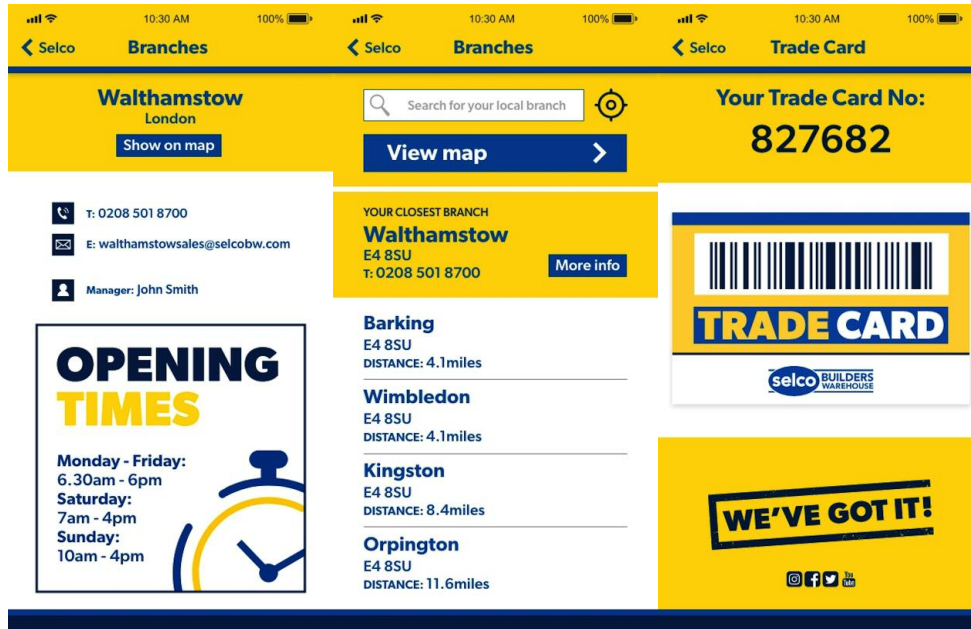 10:30 AM
100%
Selco
Branches
Walthamstow
London
Show on map
T: 0208 501 8700
E: walthamstowsales@selcobw.com
Manager: John Smith
OPENING
TIMES
Monday - Friday:
6.30am - 6pm
Saturday:
7am - 4pm
Sunday:
10am - 4pm
10:30 AM
100%
Selco
Branches
Search for your local branch
View map
YOUR CLOSEST BRANCH
Walthamstow
E4 8SU
T: 0208 501 8700
More info
Barking
E4 8SU
DISTANCE: 4.1miles
Wimbledon
E4 8SU
DISTANCE: 4.1miles
Kingston
E4 8SU
DISTANCE: 8.4miles
Orpington
E4 8SU
DISTANCE: 11.6miles
10:30 AM
100%
Selco
Trade Card
Your Trade Card No:
827682
TRADE CARD
selco BUILDERS
WAREHOUSE
WE'VE GOT IT!
You
Tube